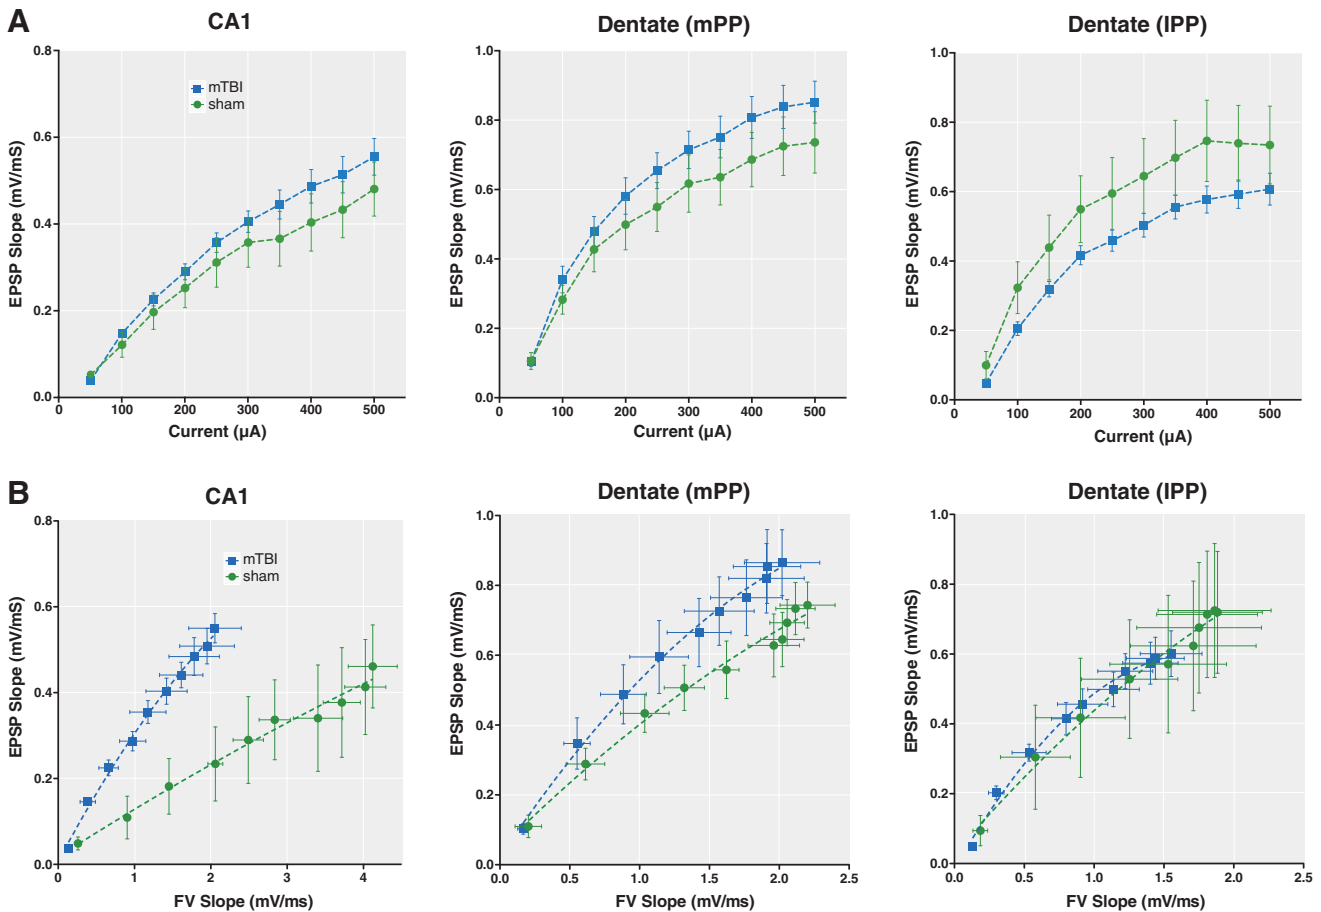 A
CA1
Dentate (mPP)
Dentate (lPP)
mTBI
sham
EPSP Slope (mV/mS)
0.8
0.6
0.4
0.2
0.0
0 100 200 300 400 500
Current (µA)
EPSP Slope (mV/mS)
1.0
0.8
0.6
0.4
0.2
0.0
0 100 200 300 400 500
Current (µA)
EPSP Slope (mV/mS)
1.0
0.8
0.6
0.4
0.2
0.0
0 100 200 300 400 500
Current (µA)
B
CA1
Dentate (mPP)
Dentate (lPP)
mTBI
sham
EPSP Slope (mV/mS)
0.8
0.6
0.4
0.2
0.0
0 1 2 3 4
FV Slope (mV/ms)
EPSP Slope (mV/mS)
1.0
0.8
0.6
0.4
0.2
0.0
0.0 0.5 1.0 1.5 2.0 2.5
FV Slope (mV/ms)
EPSP Slope (mV/mS)
1.0
0.8
0.6
0.4
0.2
0.0
0.0 0.5 1.0 1.5 2.0 2.5
FV Slope (mV/ms)